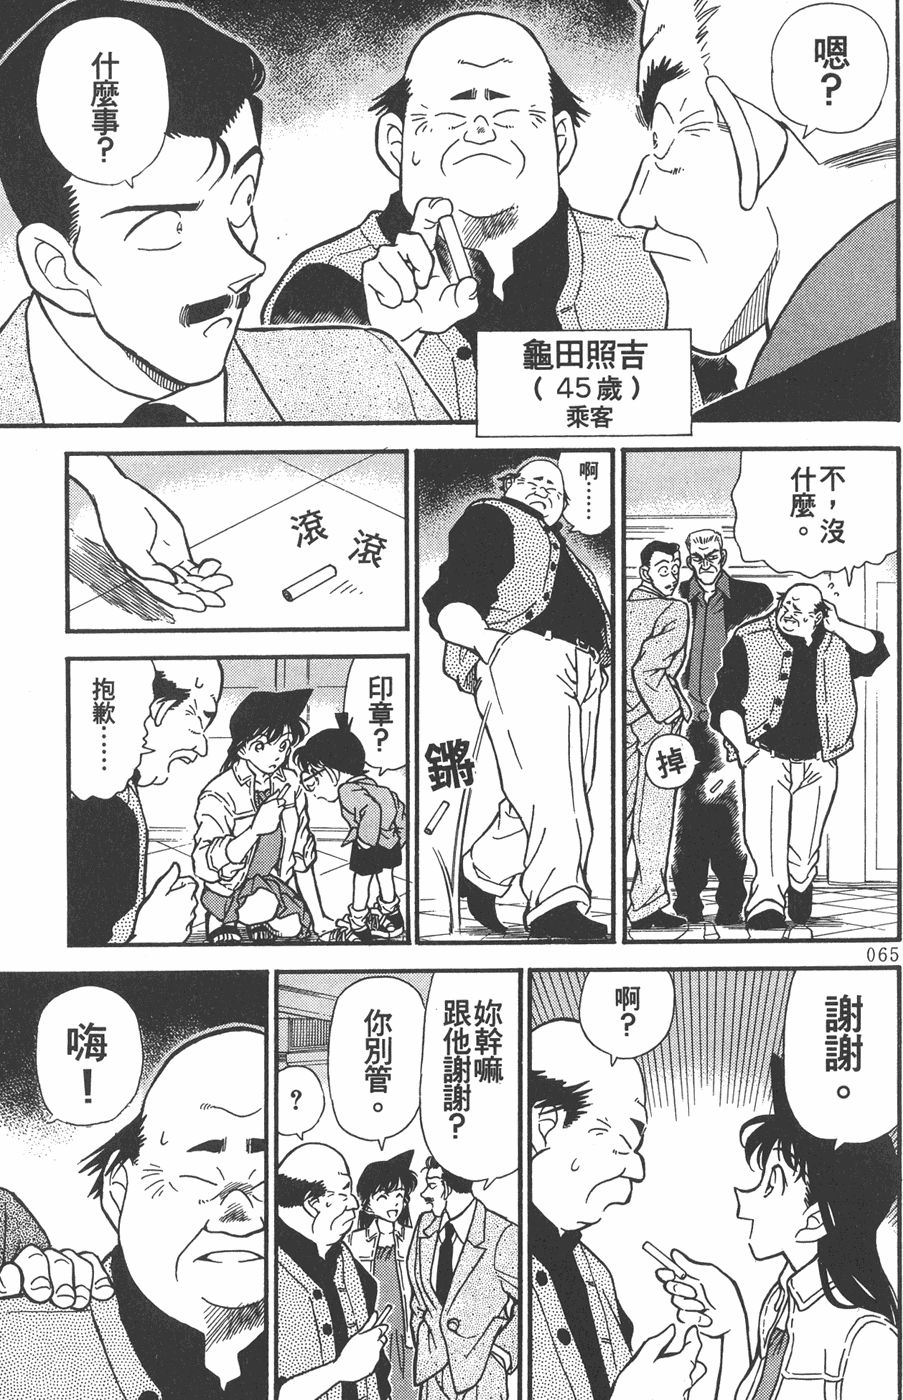 嗯？
什麼事？
龜田照吉
（45歲）
乘客
不，沒
什麼。
掉
啊……
鏘
滾
滾
印章？
抱歉……
065
謝謝。
啊？
妳幹嘛
跟他謝謝？
你別管。
？
嗨！